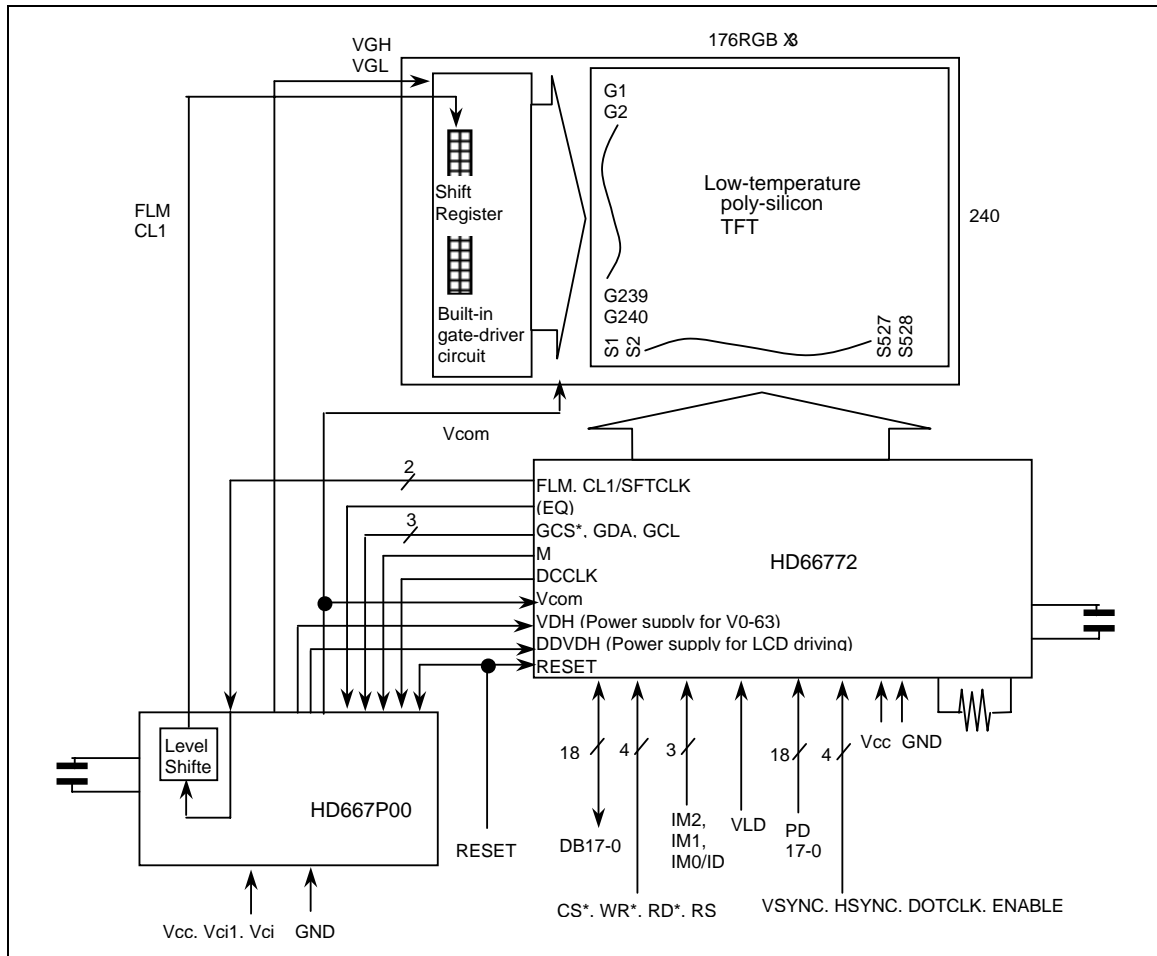 176RGB X3
VGH
VGL
G1
G2
Low-temperature
poly-silicon
TFT
Shift
Register
FLM
CL1
240
G239
G240
Built-in
gate-driver
circuit
S1
S2
S527
S528
Vcom
2
FLM. CL1/SFTCLK
(EQ)
3
GCS*, GDA, GCL
M
HD66772
DCCLK
Vcom
VDH (Power supply for V0-63)
DDVDH (Power supply for LCD driving)
RESET
Level
Shifte
HD667P00
RESET
18
4
3
18
4
Vcc
GND
DB17-0
IM2,
IM1,
IM0/ID
VLD
PD
17-0
CS*. WR*. RD*. RS
VSYNC. HSYNC. DOTCLK. ENABLE
Vcc. Vci1. Vci
GND